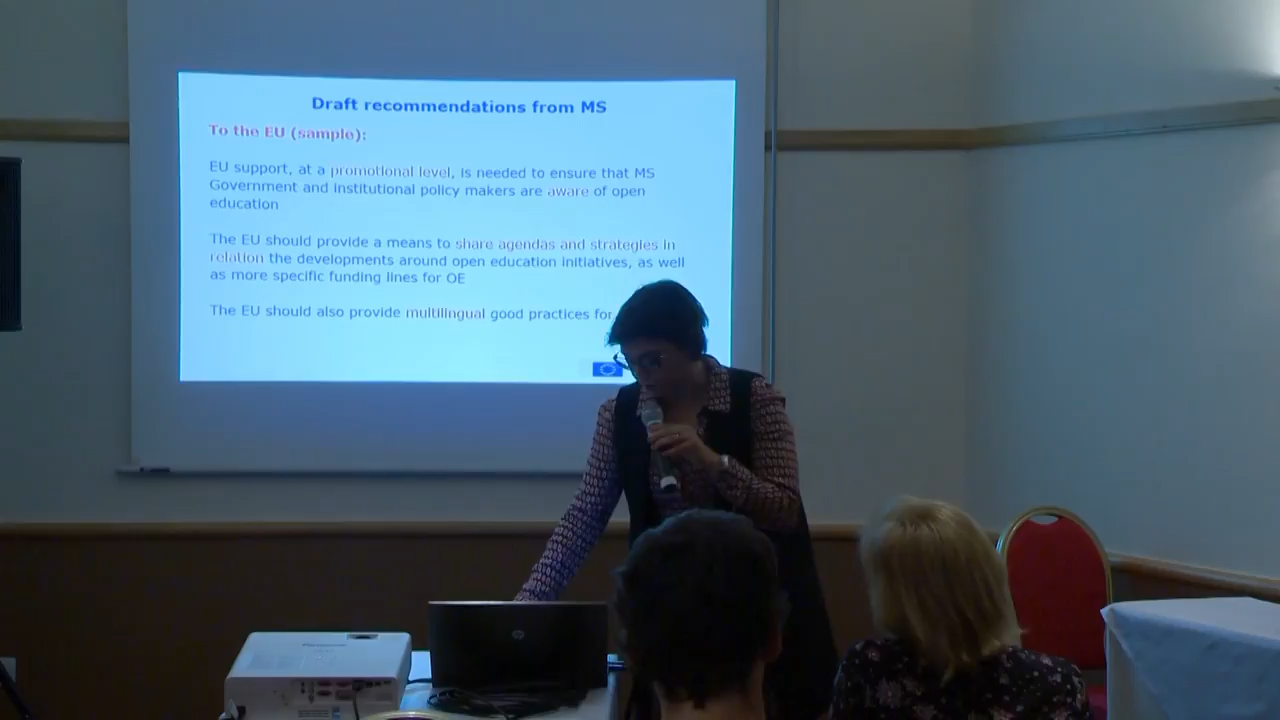 Draft recommendations from MS
To the EU (sample):
EU support, at a promotional level, is needed to ensure that MS
Government and institutional policy makers are aware of open
education
The EU should provide a means to share agendas and strategies in
relation the developments around open education initiatives, as well
as more specific funding lines for OE
The EU should also provide multilingual good practices for
hp